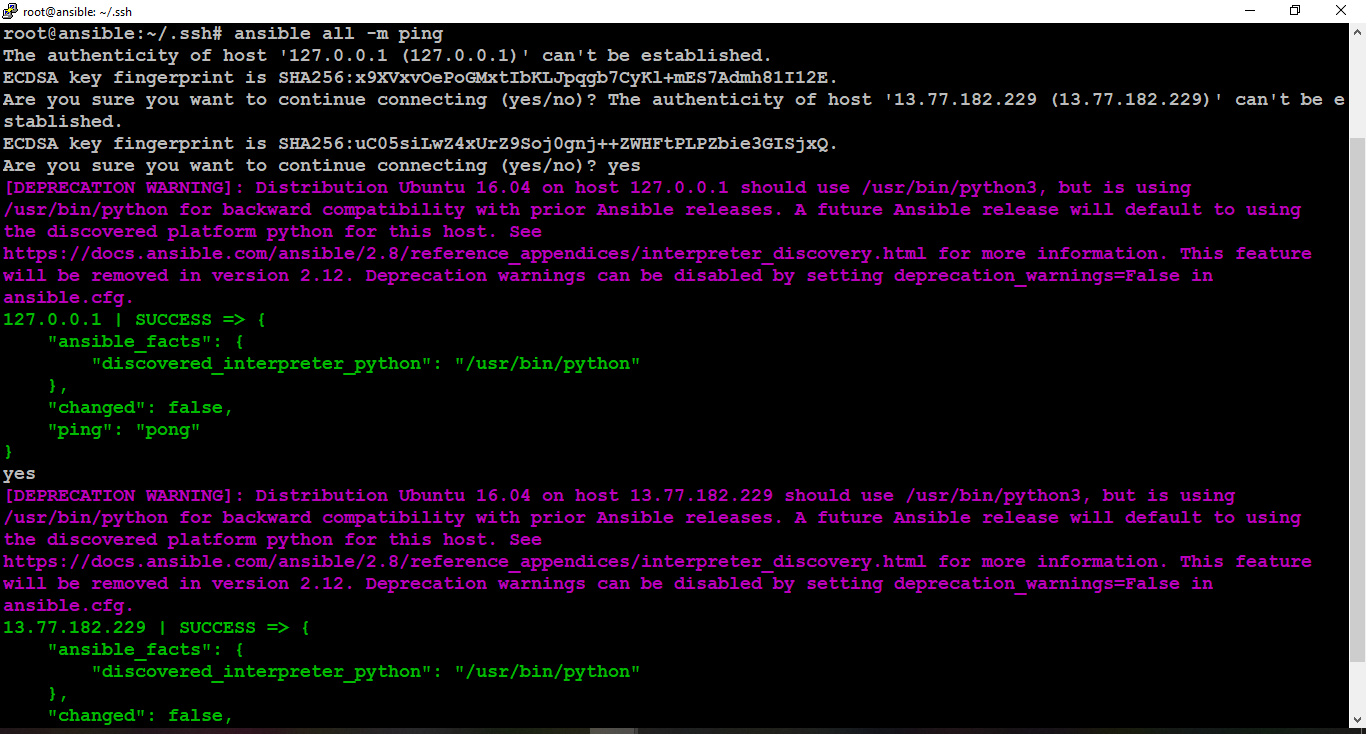 root@ansible: ~/.ssh
root@ansible:~/.ssh# ansible all -m ping
The authenticity of host '127.0.0.1 (127.0.0.1)' can't be established.
ECDSA key fingerprint is SHA256:x9XVxvOePoGMxtIbKLJpqgb7CyKl+mES7Admh81I12E.
Are you sure you want to continue connecting (yes/no)? The authenticity of host '13.77.182.229 (13.77.182.229)' can't be e
stablished.
ECDSA key fingerprint is SHA256:uC05siLwZ4xUrZ9Soj0gnj++ZWHFtPLPZbie3GISjxQ.
Are you sure you want to continue connecting (yes/no)? yes
[DEPRECATION WARNING]: Distribution Ubuntu 16.04 on host 127.0.0.1 should use /usr/bin/python3, but is using
/usr/bin/python for backward compatibility with prior Ansible releases. A future Ansible release will default to using
the discovered platform python for this host. See
https://docs.ansible.com/ansible/2.8/reference_appendices/interpreter_discovery.html for more information. This feature
will be removed in version 2.12. Deprecation warnings can be disabled by setting deprecation_warnings=False in
ansible.cfg.
127.0.0.1 | SUCCESS => {
    "ansible_facts": {
        "discovered_interpreter_python": "/usr/bin/python"
    },
    "changed": false,
    "ping": "pong"
}
yes
[DEPRECATION WARNING]: Distribution Ubuntu 16.04 on host 13.77.182.229 should use /usr/bin/python3, but is using
/usr/bin/python for backward compatibility with prior Ansible releases. A future Ansible release will default to using
the discovered platform python for this host. See
https://docs.ansible.com/ansible/2.8/reference_appendices/interpreter_discovery.html for more information. This feature
will be removed in version 2.12. Deprecation warnings can be disabled by setting deprecation_warnings=False in
ansible.cfg.
13.77.182.229 | SUCCESS => {
    "ansible_facts": {
        "discovered_interpreter_python": "/usr/bin/python"
    },
    "changed": false,